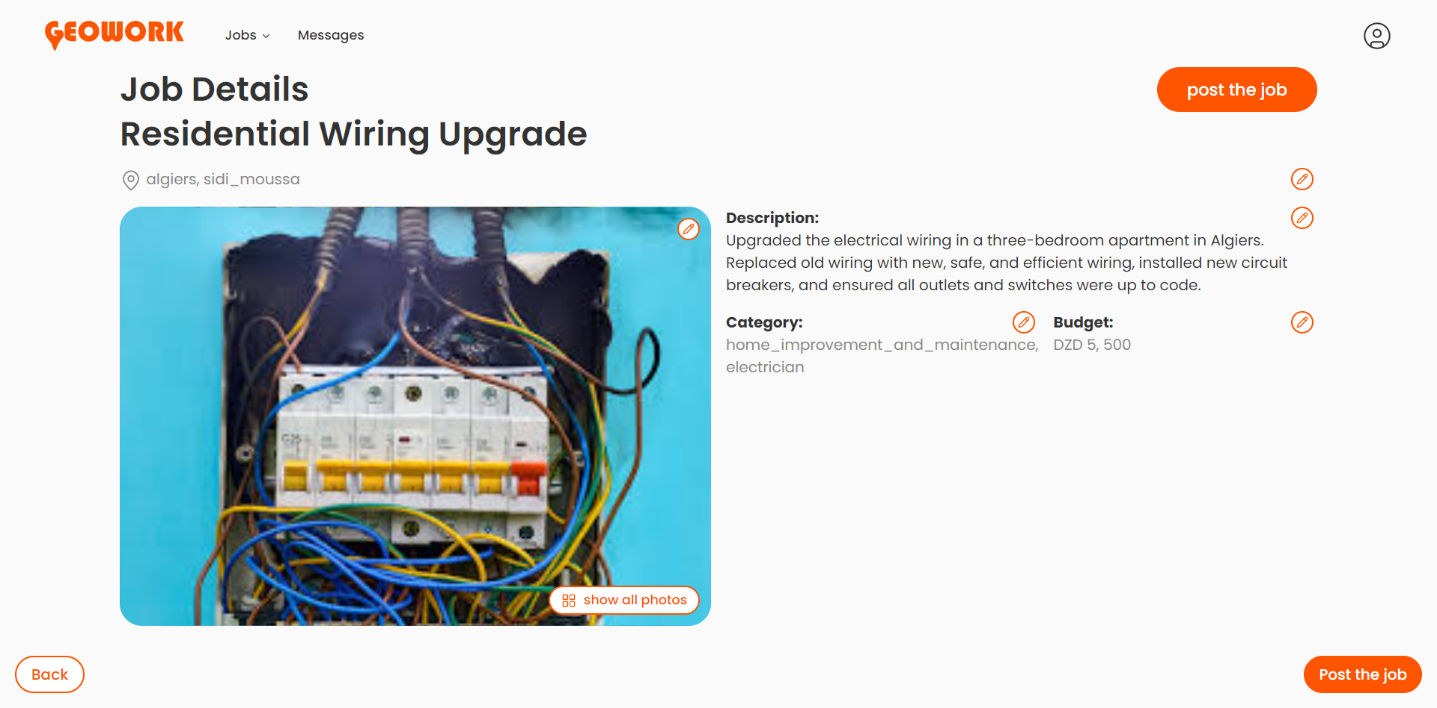 GEOWORK
Jobs
Messages
Job Details
post the job
Residential Wiring Upgrade
algiers, sidi_moussa
Description:
Upgraded the electrical wiring in a three-bedroom apartment in Algiers.
Replaced old wiring with new, safe, and efficient wiring, installed new circuit
breakers, and ensured all outlets and switches were up to code.
Category:
home_improvement_and_maintenance,
electrician
Budget:
DZD 5, 500
show all photos
Back
Post the job